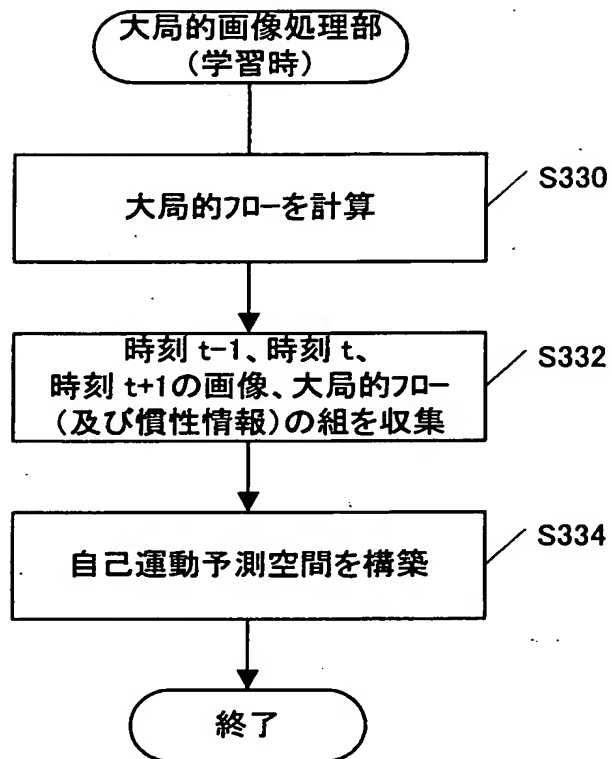 大局的画像処理部
(学習時)
大局的フローを計算
S330
時刻 t-1、時刻 t、
時刻 t+1の画像、大局的フロー
(及び慣性情報)の組を収集
S332
自己運動予測空間を構築
S334
終了